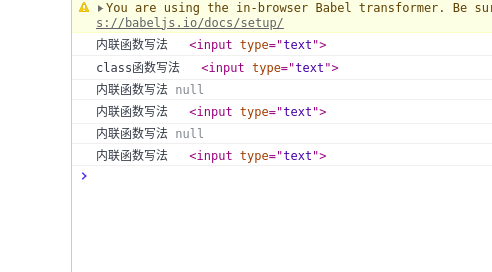 You are using the in-browser Babel transformer. Be sur
s://babeljs.io/docs/setup/
内联函数写法 <input type="text">
class函数写法 <input type="text">
内联函数写法 null
内联函数写法 <input type="text">
内联函数写法 null
内联函数写法 <input type="text">